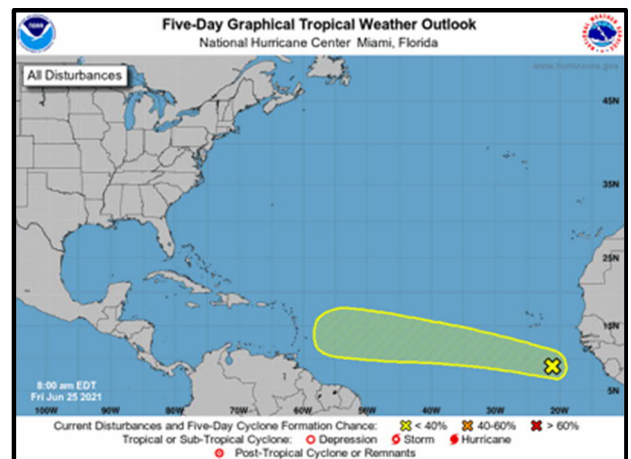 Five-Day Graphical Tropical Weather Outlook
National Hurricane Center Miami, Florida
All Disturbances
www.hurricanes.gov
45N
35N
25N
15N
5N
8:00 am EDT
Fri Jun 25 2021
100W 90W 80W 70W 60W 50W 40W 30W 20W
Current Disturbances and Five-Day Cyclone Formation Chance: < 40% 40-60% > 60%
Tropical or Sub-Tropical Cyclone: Depression Storm Hurricane
Post-Tropical Cyclone or Remnants